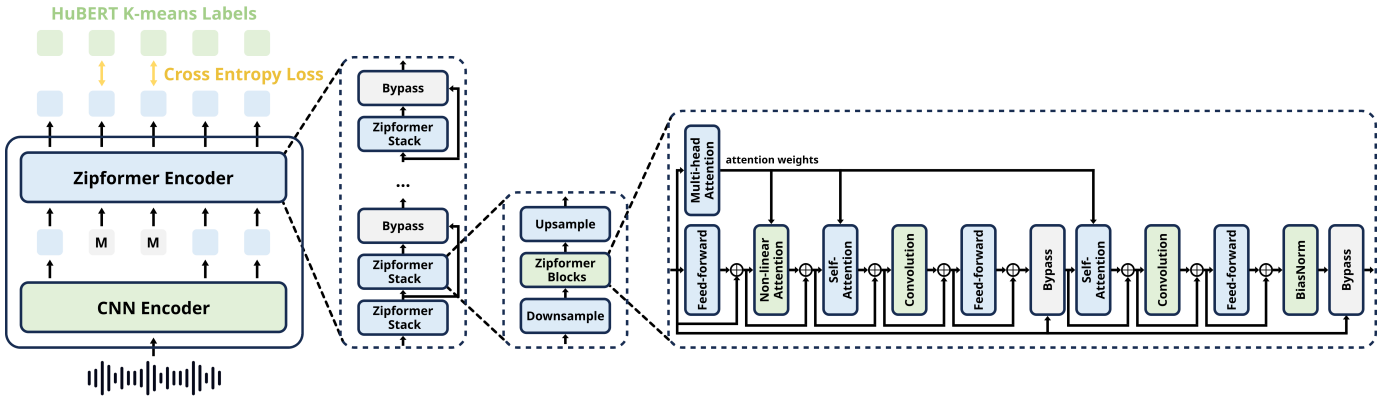 HuBERT K-means Labels
Cross Entropy Loss
Zipformer Encoder
M
M
CNN Encoder
Bypass
Zipformer
Stack
...
Bypass
Zipformer
Stack
Zipformer
Stack
Upsample
Zipformer
Blocks
Downsample
Multi-head
Attention
attention weights
Feed-forward
Non-linear
Attention
Self-
Attention
Convolution
Feed-forward
Bypass
Self-
Attention
Convolution
Feed-forward
BiasNorm
Bypass